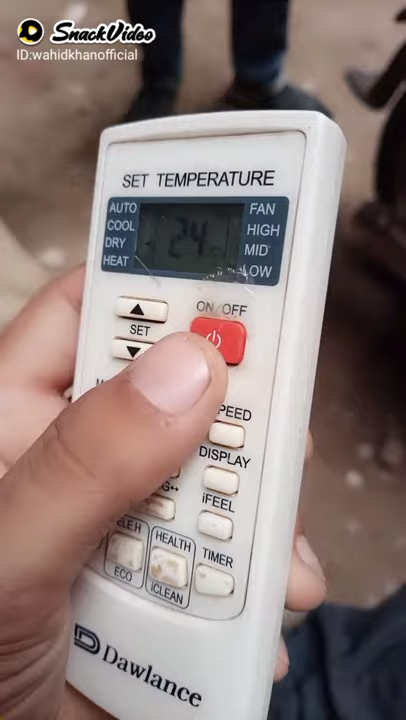 SnackVideo
ID:wahidkhanofficial
SET TEMPERATURE
AUTO
COOL
DRY
HEAT
24
FAN
HIGH
MID
LOW
SET
ON/OFF
DISPLAY
iFEEL
HEALTH
TIMER
ECO
iCLEAN
Dawlance